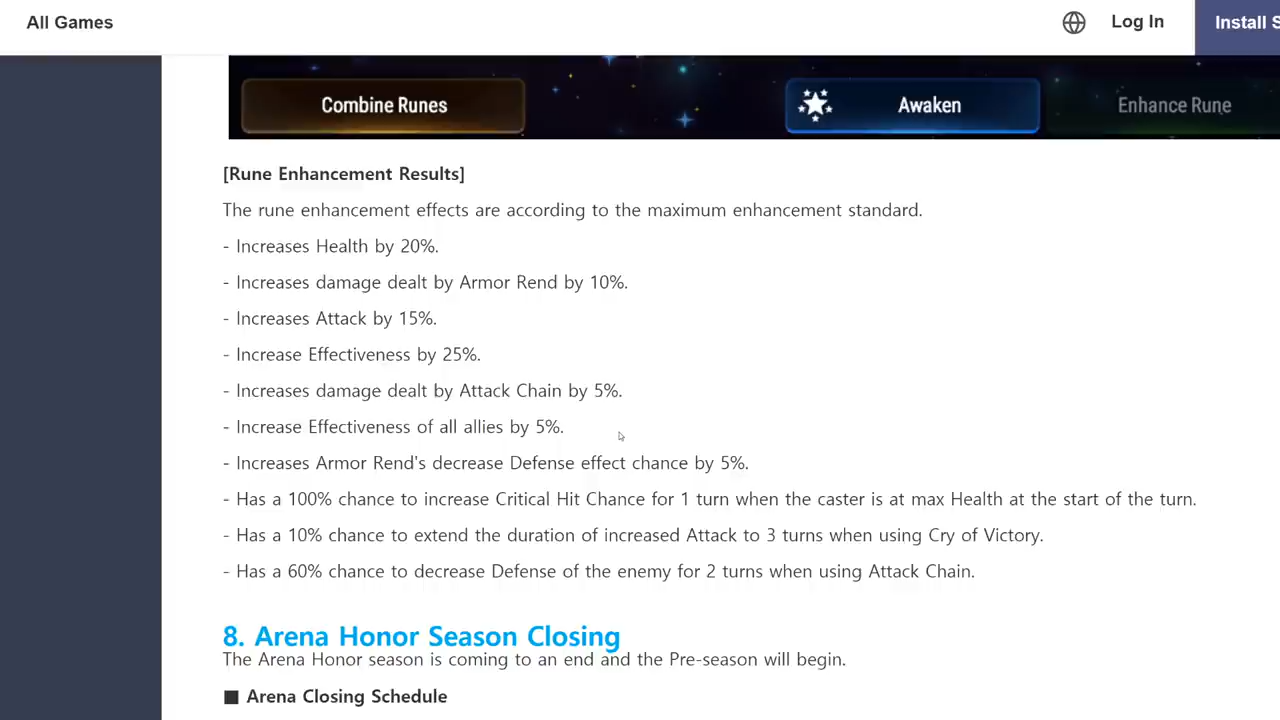 All Games
Log In
Install S
Combine Runes
Awaken
Enhance Rune
[Rune Enhancement Results]
The rune enhancement effects are according to the maximum enhancement standard.
- Increases Health by 20%.
- Increases damage dealt by Armor Rend by 10%.
- Increases Attack by 15%.
- Increase Effectiveness by 25%.
- Increases damage dealt by Attack Chain by 5%.
- Increase Effectiveness of all allies by 5%.
- Increases Armor Rend's decrease Defense effect chance by 5%.
- Has a 100% chance to increase Critical Hit Chance for 1 turn when the caster is at max Health at the start of the turn.
- Has a 10% chance to extend the duration of increased Attack to 3 turns when using Cry of Victory.
- Has a 60% chance to decrease Defense of the enemy for 2 turns when using Attack Chain.
8. Arena Honor Season Closing
The Arena Honor season is coming to an end and the Pre-season will begin.
■ Arena Closing Schedule